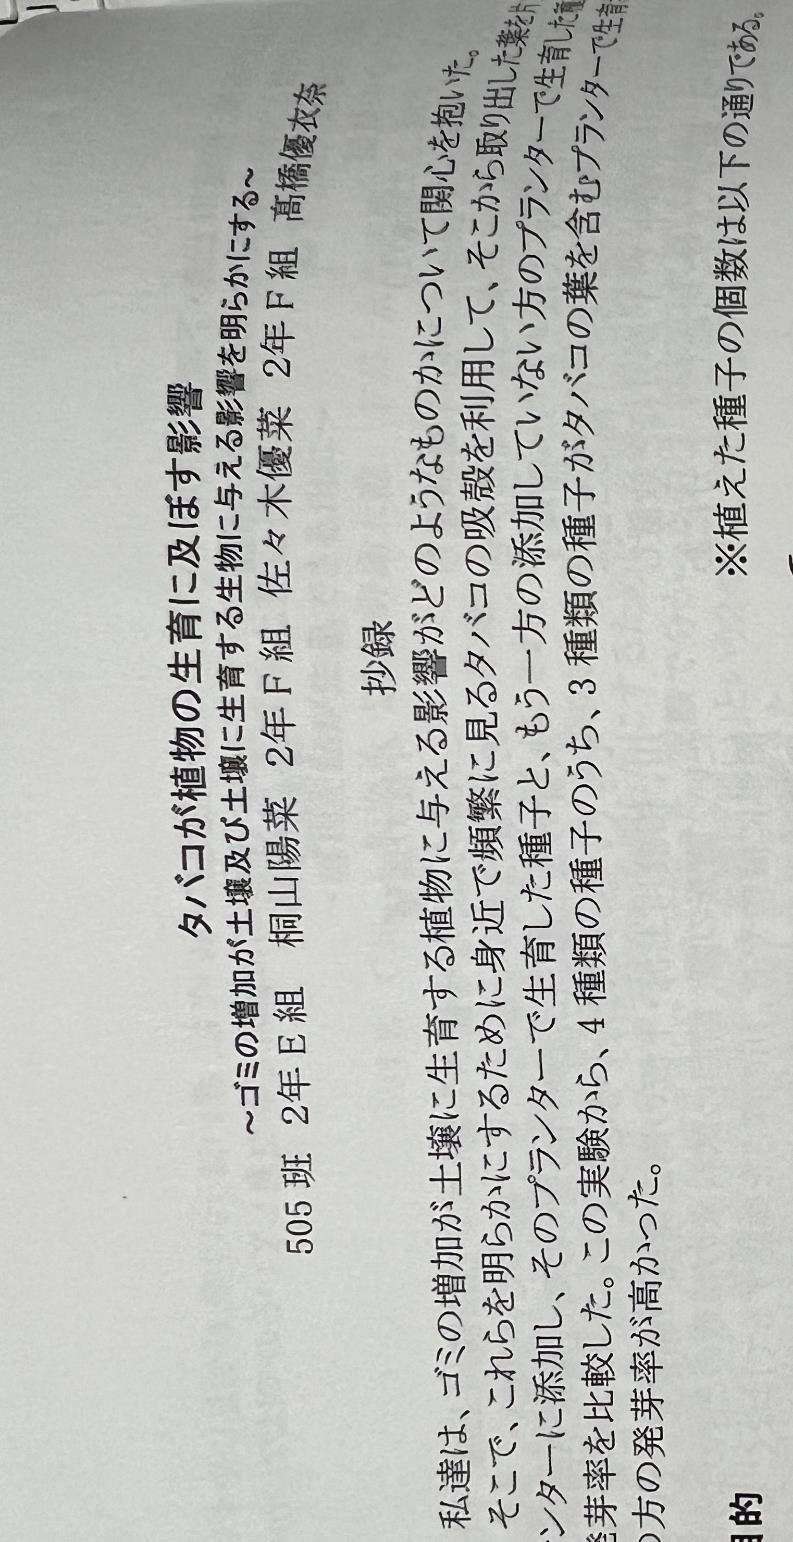 タバコが植物の生育に及ぼす影響
～ゴミの増加が土壌及び土壌に生育する生物に与える影響を明らかにする～
505 班 2年E組 桐山陽菜 2年F組 佐々木優菜 2年F組 髙橋優衣奈
抄録
私達は、ゴミの増加が土壌に生育する植物に与える影響がどのようなものかについて関心を抱いた。
そこで、これらを明らかにするために身近で頻繁に見るタバコの吸殻を利用して、そこから取り出した葉を片
ンターに添加し、そのプランターで生育した種子と、もう一方の添加していない方のプランターで生育した種
発芽率を比較した。この実験から、4 種類の種子のうち、3 種類の種子がタバコの葉を含むプランターで生育
の方の発芽率が高かった。
※植えた種子の個数は以下の通りである。
目的